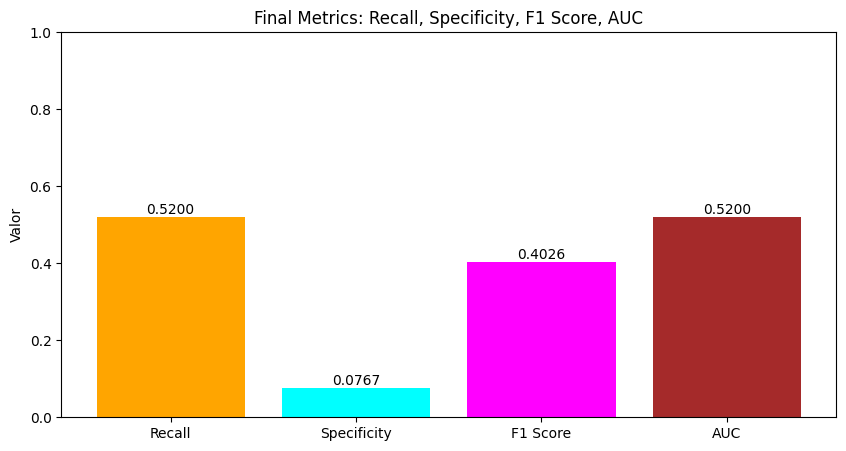 Final Metrics: Recall, Specificity, F1 Score, AUC
1.0
0.8
0.6
0.4
0.2
0.0
Valor
0.5200
0.0767
0.4026
0.5200
Recall
Specificity
F1 Score
AUC